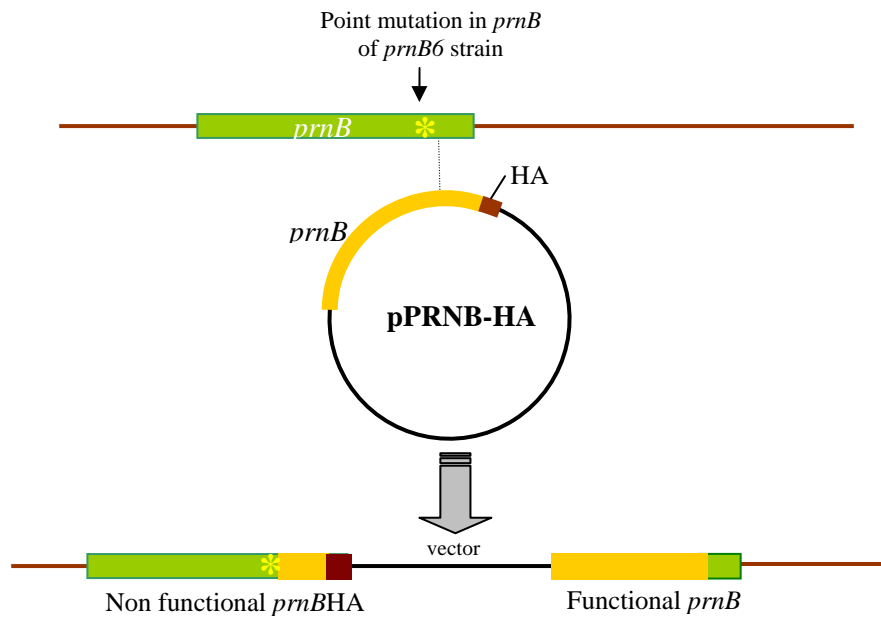 Point mutation in prnB
of prnB6 strain
prnB
HA
prnB
pPRNB-HA
vector
Non functional prnBHA
Functional prnB